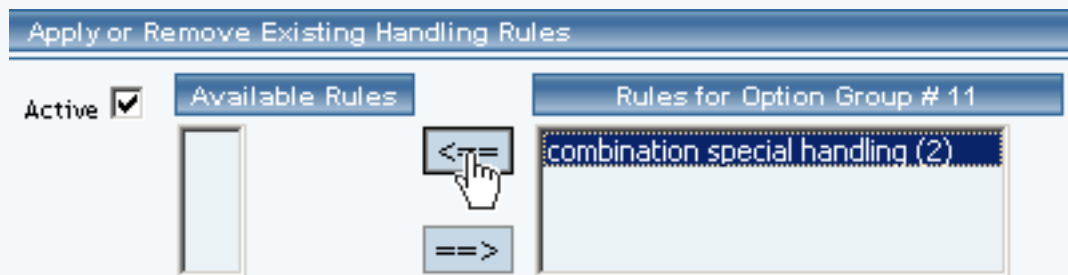 Apply or Remove Existing Handling Rules
Active
Available Rules
Rules for Option Group # 11
<==
combination special handling (2)
==>